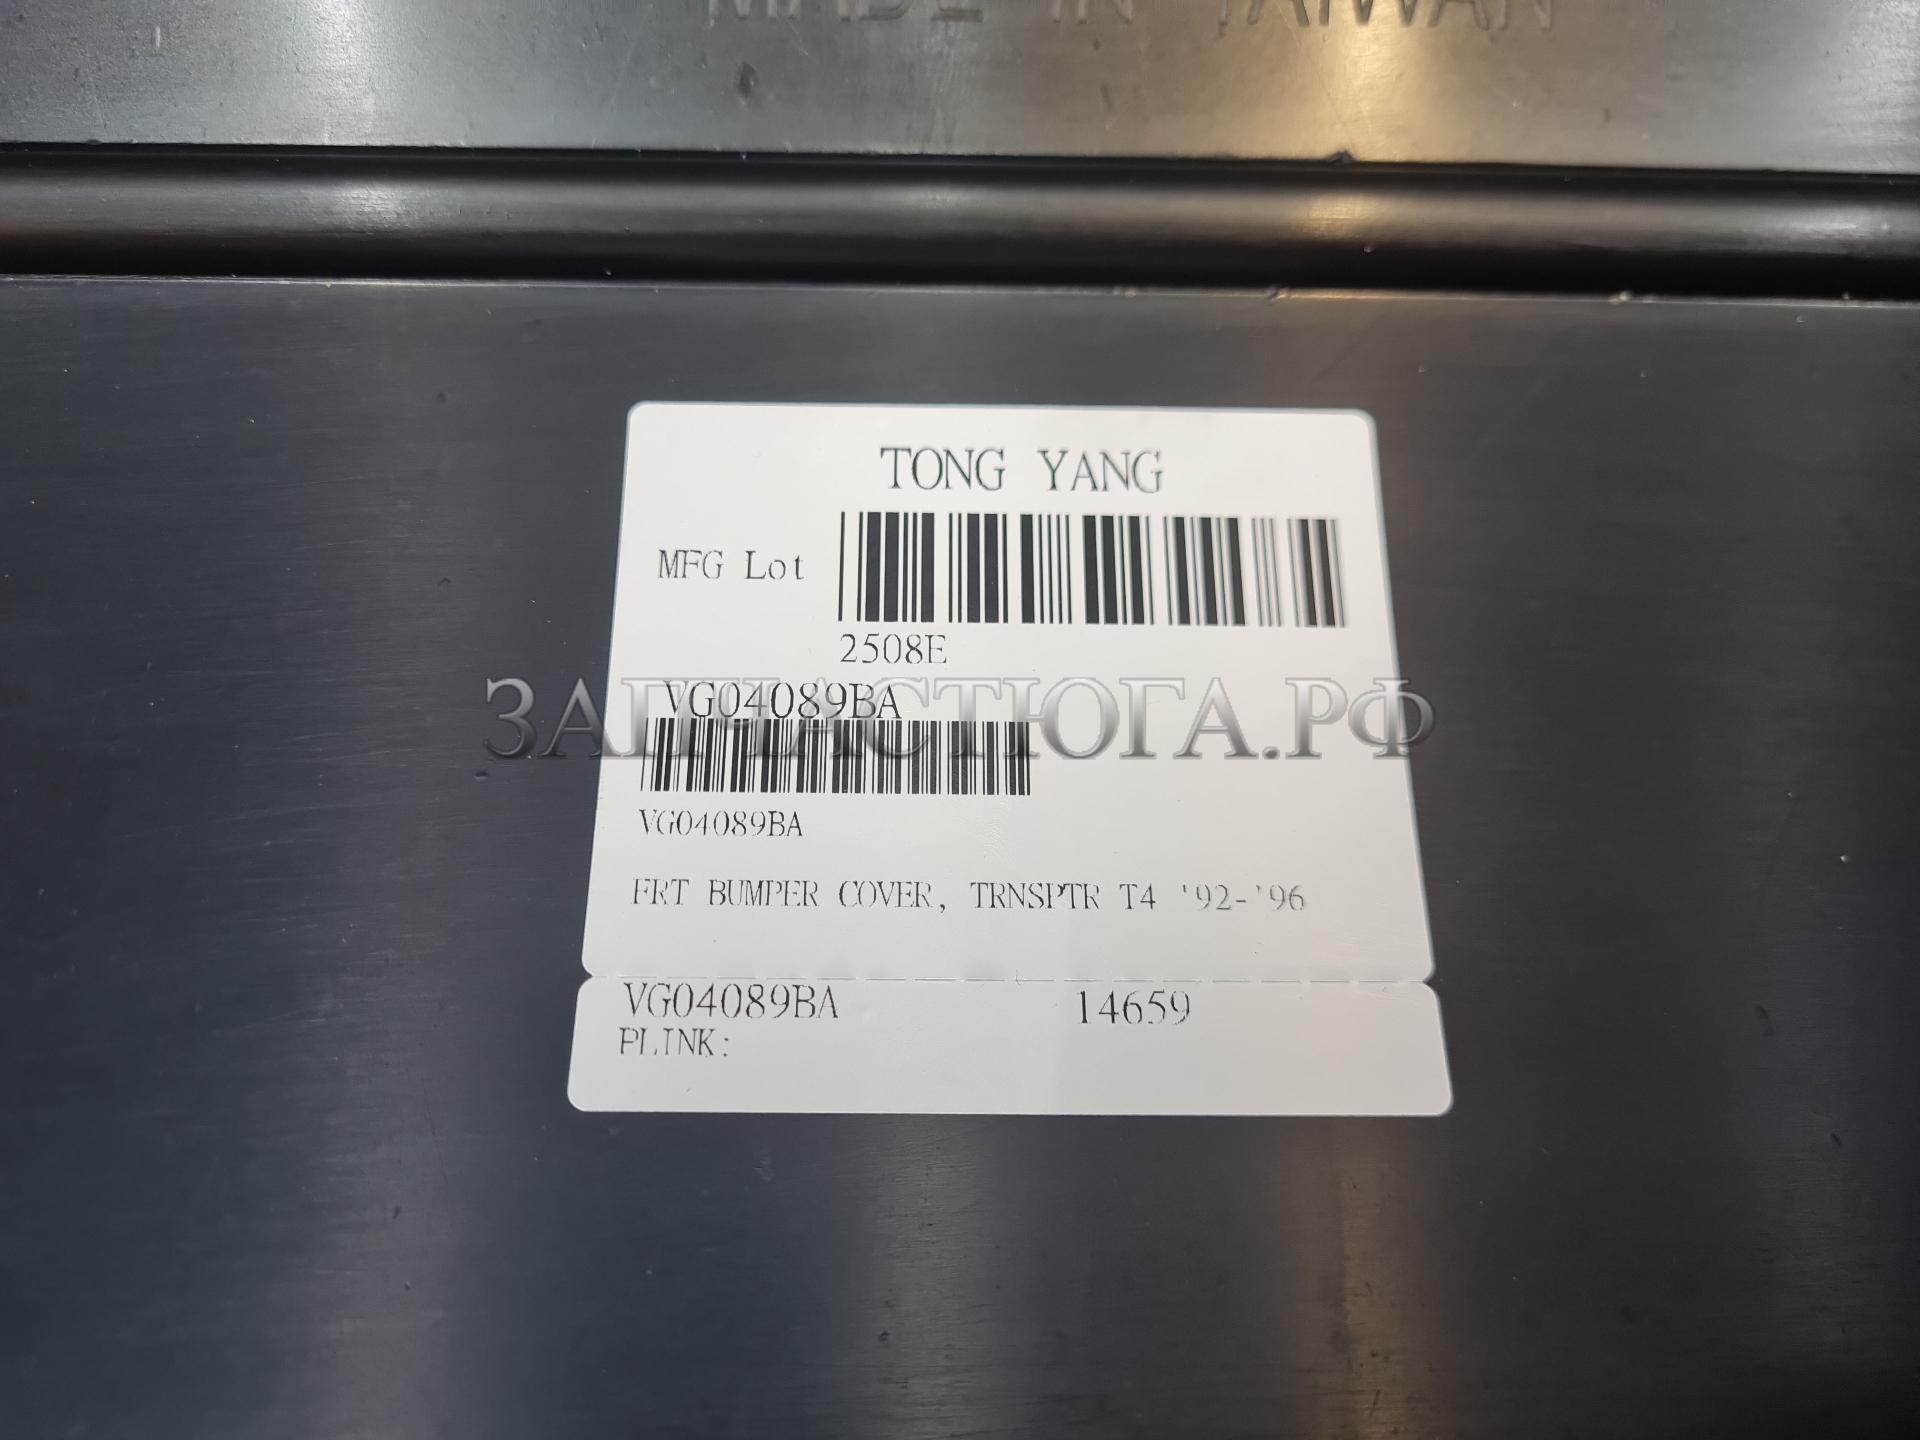 MADE IN TAIWAN
TONG YANG
MFG Lot
2508E
VG04089BA
ЗАПЧАСТЮГА.РФ
VG04089BA
FRT BUMPER COVER, TRNSPTR T4 '92-'96
VG04089BA 14659
PLINK: